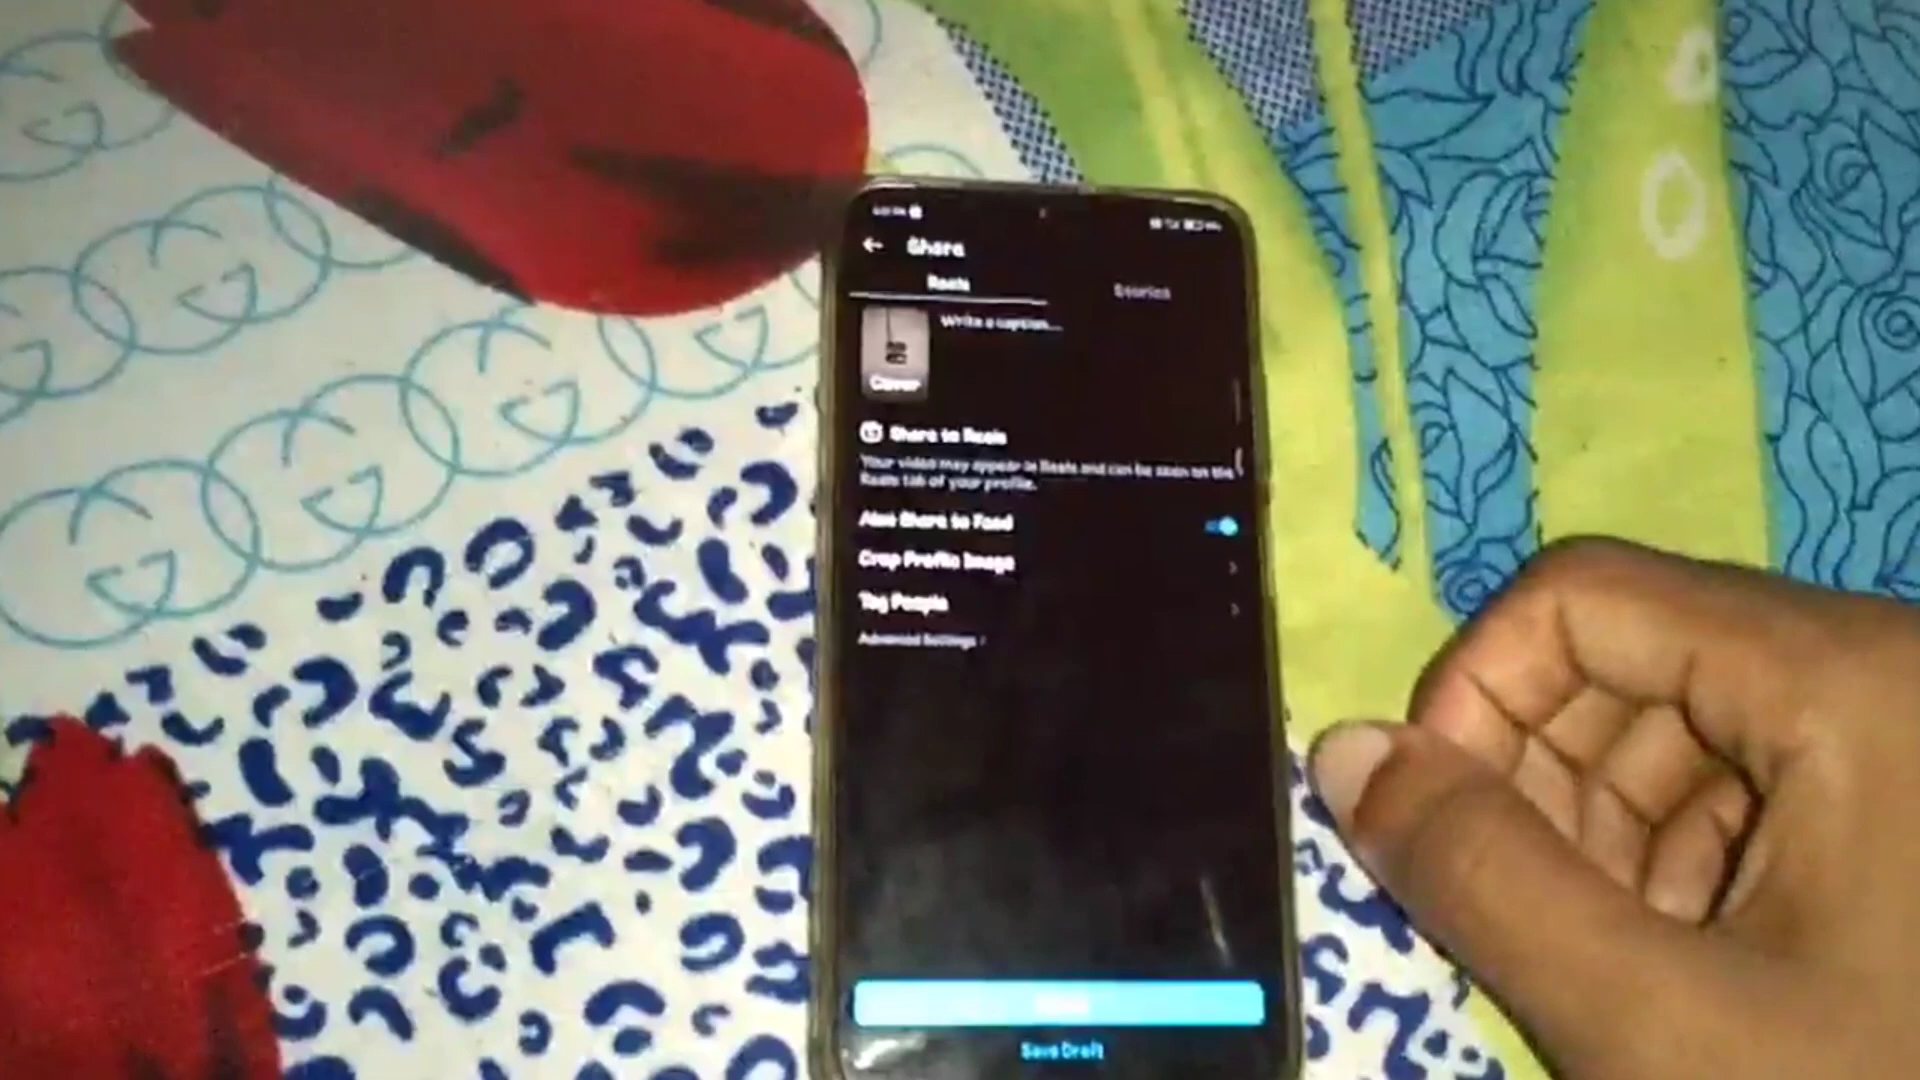 Share
Reels
Stories
Write a caption...
Cover
Share to Reels
Your video may appear in Reels and can be seen on the
Reels tab of your profile.
Also Share to Feed
Crop Profile Image
Tag People
Advanced Settings
Save Draft